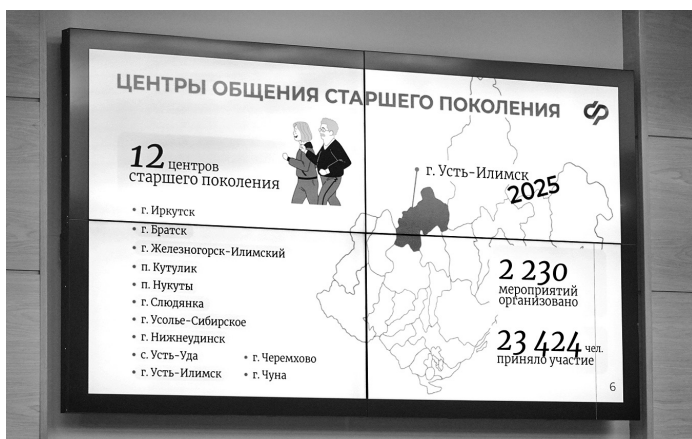 ЦЕНТРЫ ОБЩЕНИЯ СТАРШЕГО ПОКОЛЕНИЯ
12 центров
старшего поколения
• г. Иркутск
• г. Братск
• г. Железногорск-Илимский
• п. Кутулик
• п. Нукуты
• г. Слюдянка
• г. Усолье-Сибирское
• г. Нижнеудинск
• с. Усть-Уда
• г. Усть-Илимск
• г. Черемхово
• г. Чуна
г. Усть-Илимск
2025
2 230
мероприятий
организовано
23 424 чел.
приняло участие
6